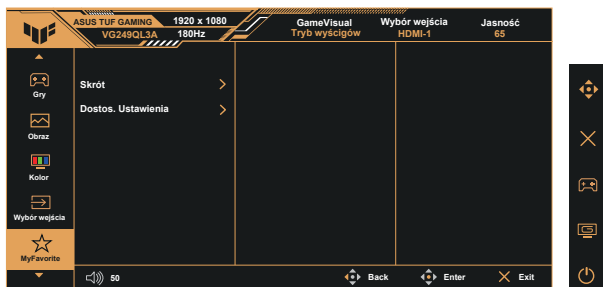 ASUS TUF GAMING 1920 x 1080
VG249QL3A 180Hz
GameVisual
Tryb wyścigów
Wybór wejścia
HDMI-1
Jasność
65
Gry
Obraz
Kolor
Wybór wejścia
MyFavorite
Skrót
Dostos. Ustawienia
50
Back
Enter
Exit